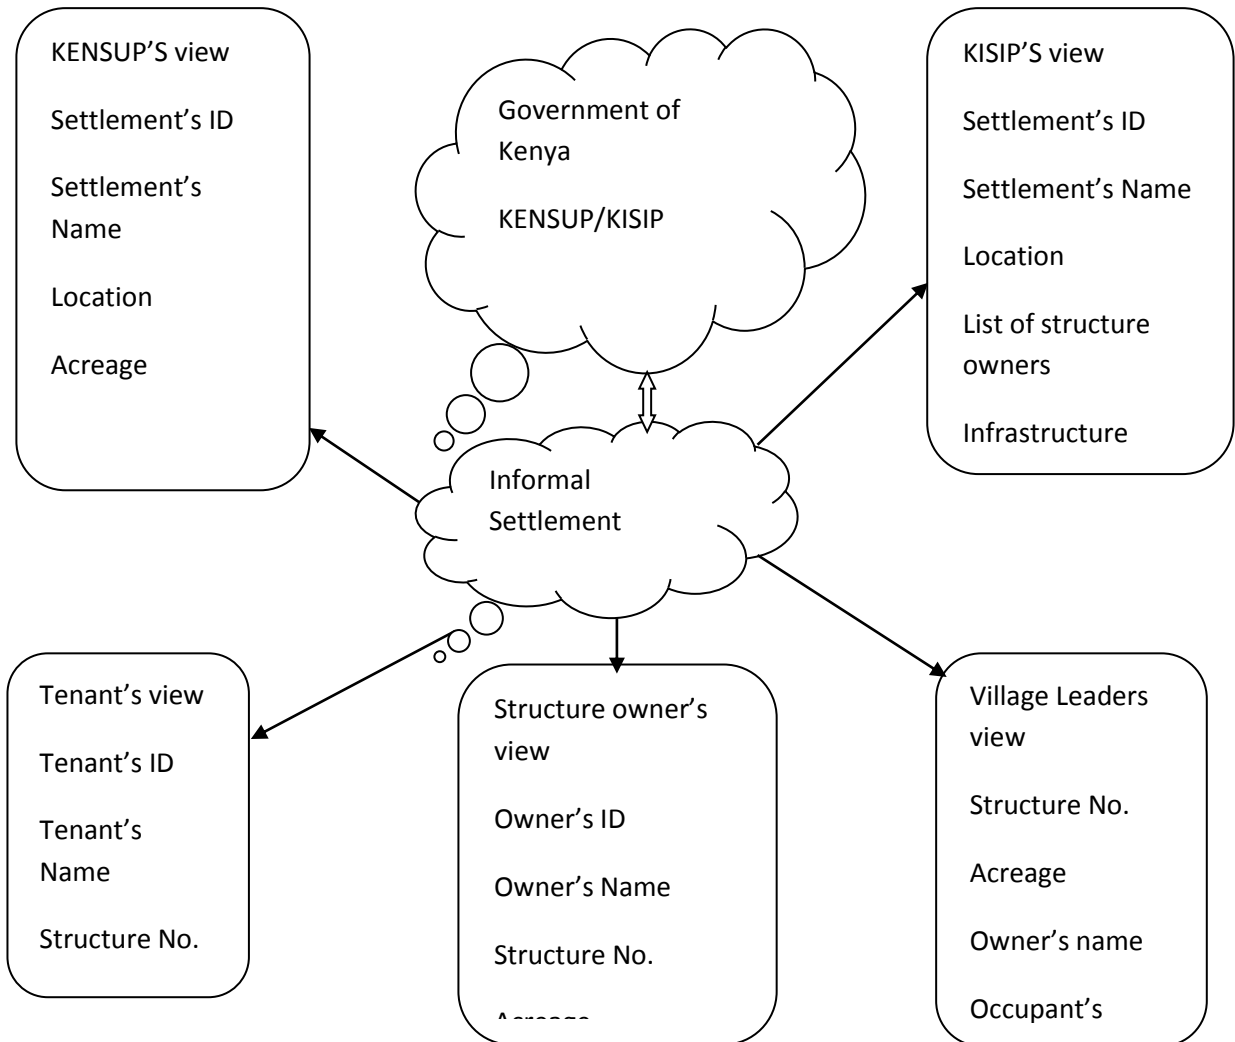 KENSUP'S view
Settlement's ID
Settlement's
Name
Location
Acreage
Government of
Kenya
KENSUP/KISIP
KISIP'S view
Settlement's ID
Settlement's Name
Location
List of structure
owners
Infrastructure
Informal
Settlement
Tenant's view
Tenant's ID
Tenant's
Name
Structure No.
Structure owner's
view
Owner's ID
Owner's Name
Structure No.
Acreage
Village Leaders
view
Structure No.
Acreage
Owner's name
Occupant's